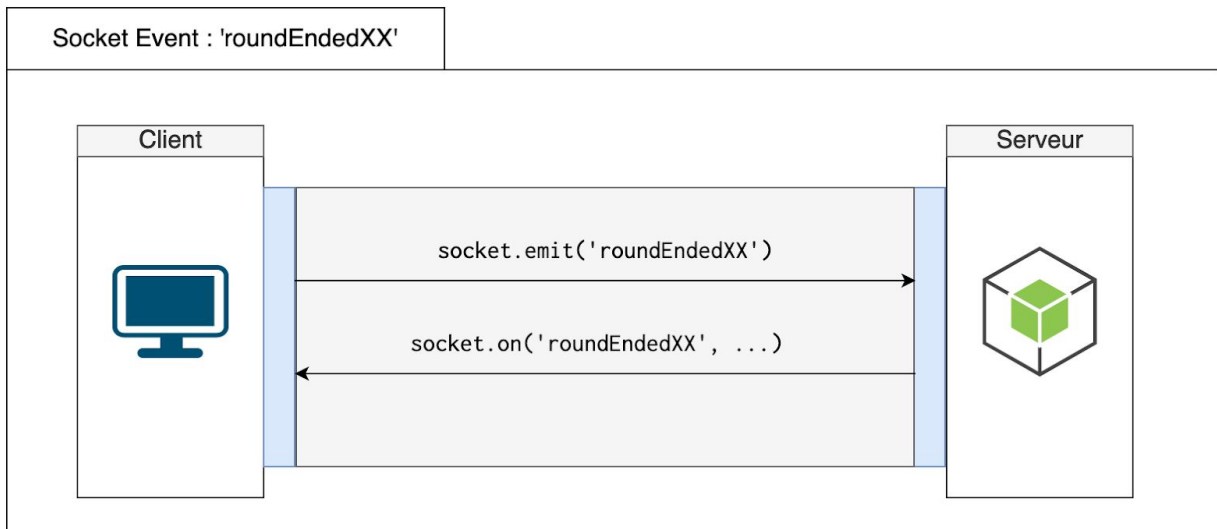 Socket Event : 'roundEndedXX'
Client
Serveur
socket.emit('roundEndedXX')
socket.on('roundEndedXX', ...)